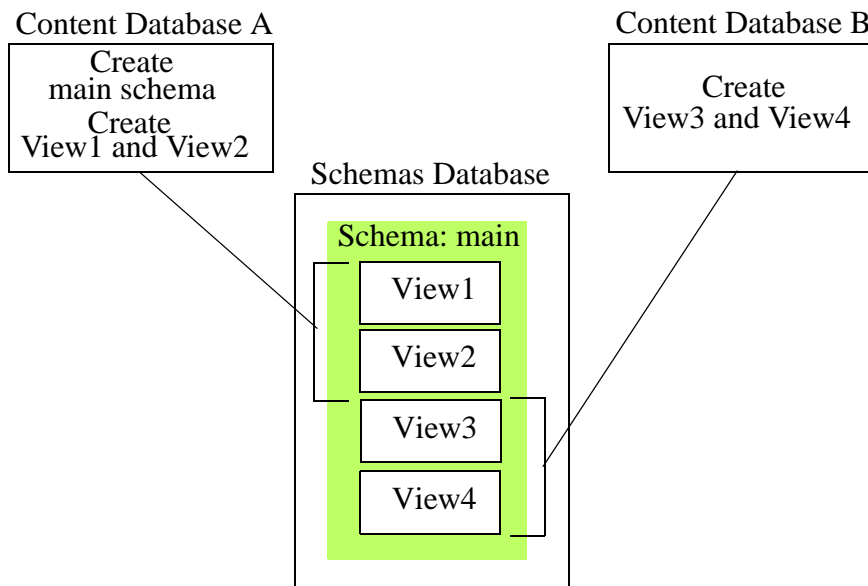 Content Database A
Create
main schema
Create
View1 and View2
Content Database B
Create
View3 and View4
Schemas Database
Schema: main
View1
View2
View3
View4